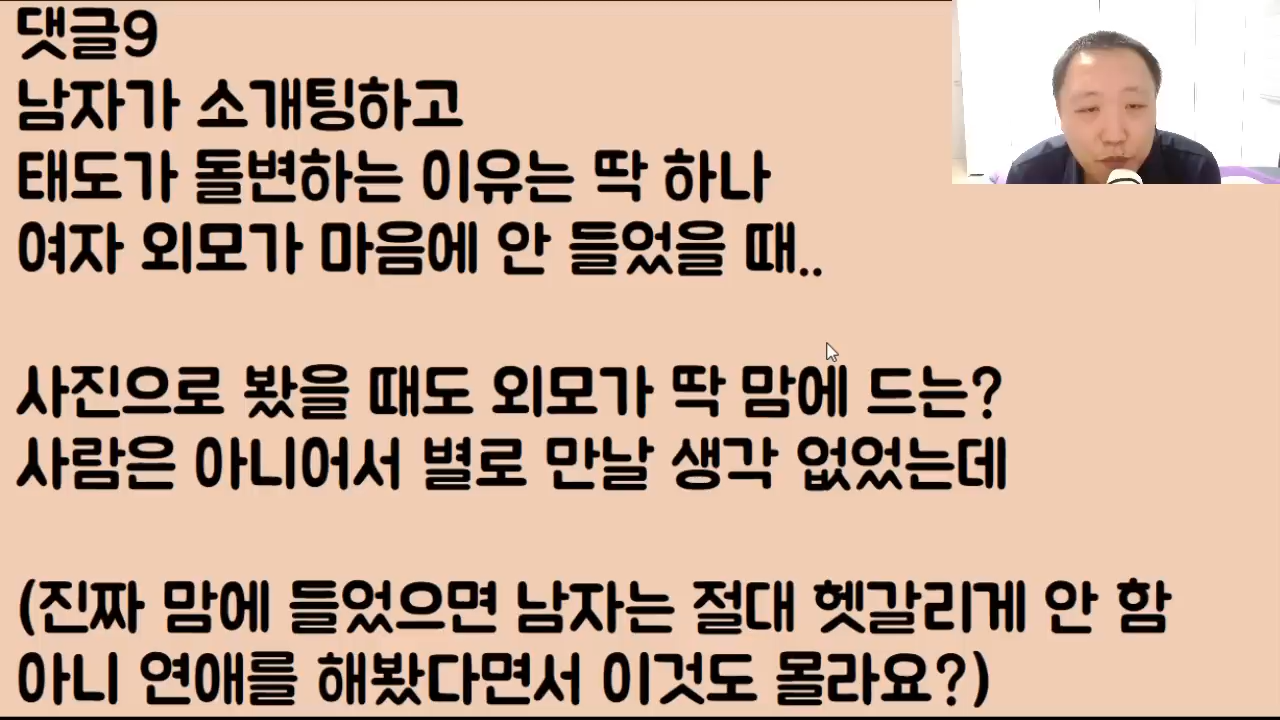 댓글9
남자가 소개팅하고
태도가 돌변하는 이유는 딱 하나
여자 외모가 마음에 안 들었을 때..
사진으로 봤을 때도 외모가 딱 맘에 드는?
사람은 아니어서 별로 만날 생각 없었는데
(진짜 맘에 들었으면 남자는 절대 헷갈리게 안 함
아니 연애를 해봤다면서 이것도 몰라요?)